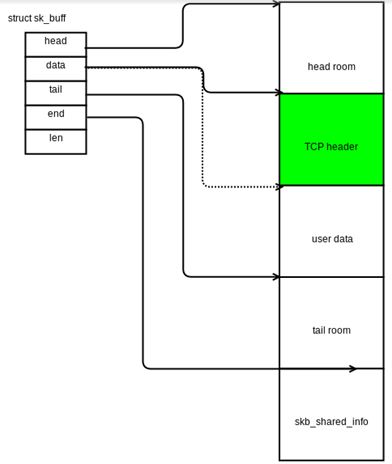 struct sk_buff
head
data
tail
end
len
head room
TCP header
user data
tail room
skb_shared_info